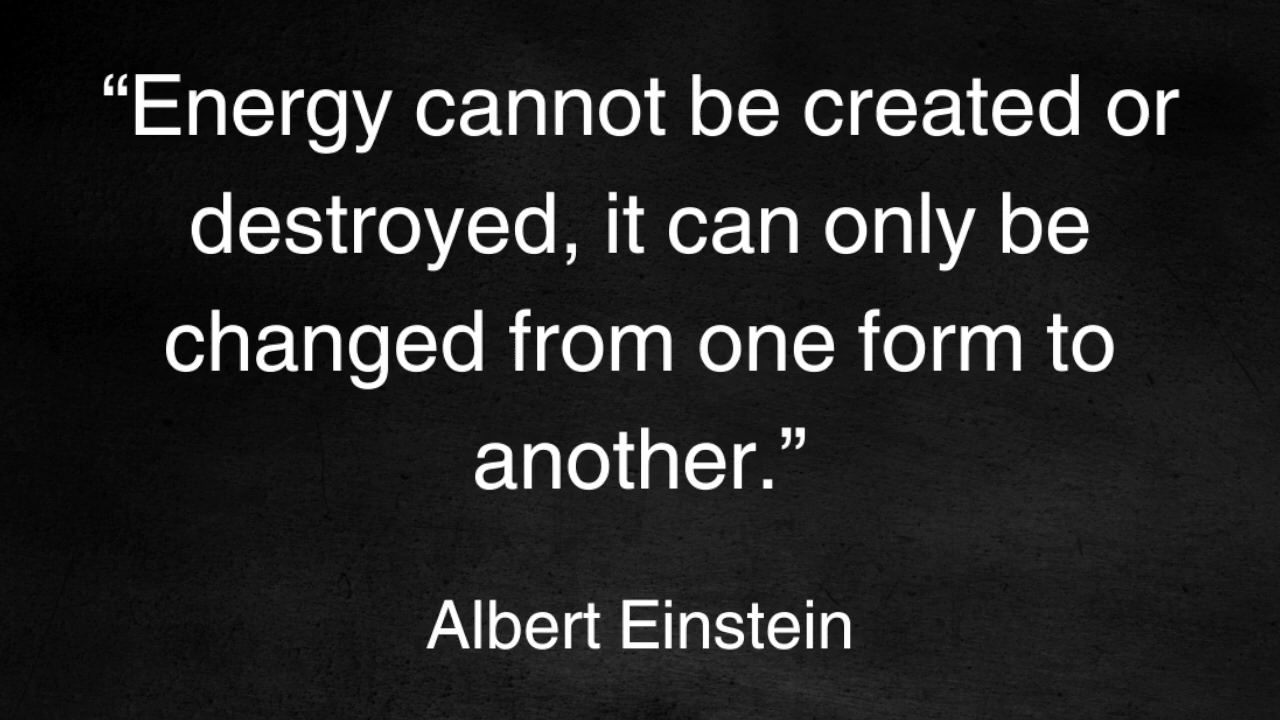 “Energy cannot be created or
destroyed, it can only be
changed from one form to
another.”
Albert Einstein